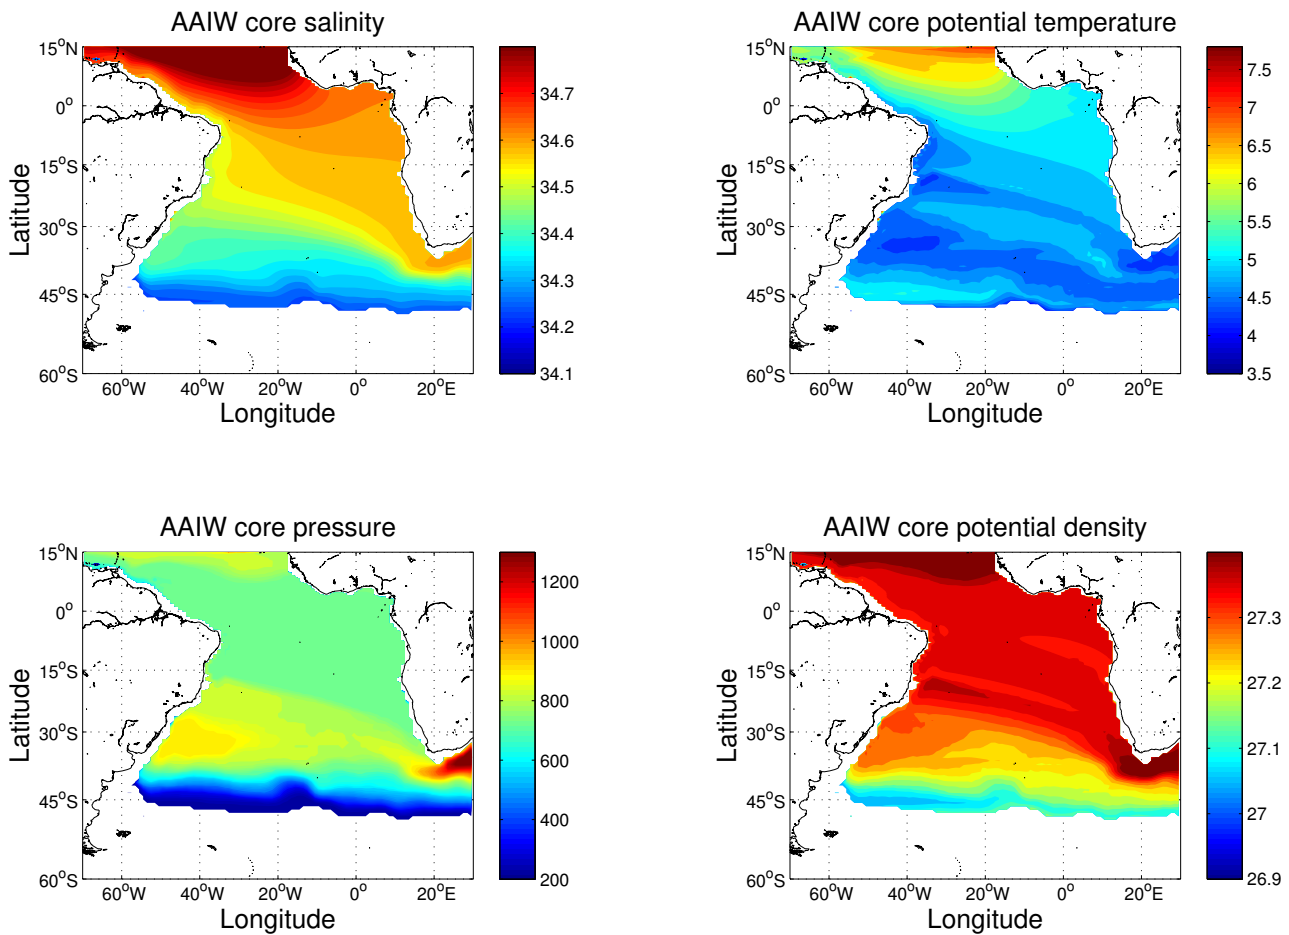 AAIW core salinity
15°N
0°
15°S
30°S
45°S
60°S
Latitude
60°W
40°W
20°W
0°
20°E
Longitude
34.7
34.6
34.5
34.4
34.3
34.2
34.1
AAIW core potential temperature
15°N
0°
15°S
30°S
45°S
60°S
Latitude
60°W
40°W
20°W
0°
20°E
Longitude
7.5
7
6.5
6
5.5
5
4.5
4
3.5
AAIW core pressure
15°N
0°
15°S
30°S
45°S
60°S
Latitude
60°W
40°W
20°W
0°
20°E
Longitude
1200
1000
800
600
400
200
AAIW core potential density
15°N
0°
15°S
30°S
45°S
60°S
Latitude
60°W
40°W
20°W
0°
20°E
Longitude
27.3
27.2
27.1
27
26.9